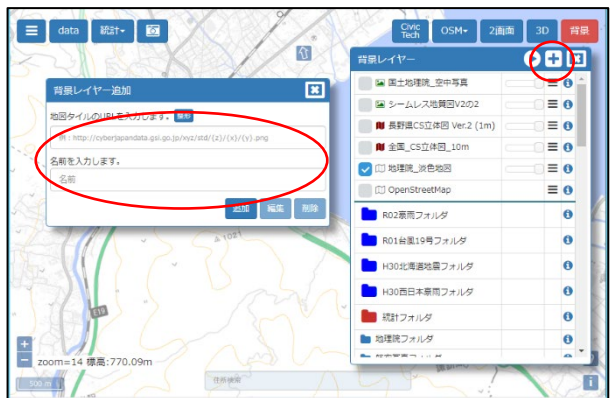 data 統計 Civic Tech OSM 2画面 3D 背景
背景レイヤー
背景レイヤー追加
地図タイルのURLを入力します。
例：http://cyberjapandata.gsi.go.jp/xyz/std/{z}/{x}/{y}.png
名前を入力します。
名前
追加 編集 削除
国土地理院_空中写真
シームレス地質図V2の2
長野県CS立体図 Ver.2 (1m)
全国_CS立体図_10m
地理院_淡色地図
OpenStreetMap
R02豪雨フォルダ
R01台風19号フォルダ
H30北海道地震フォルダ
H30西日本豪雨フォルダ
統計フォルダ
地理院フォルダ
A 1021
E19
zoom=14 標高:770.09m
300 m
住所検索